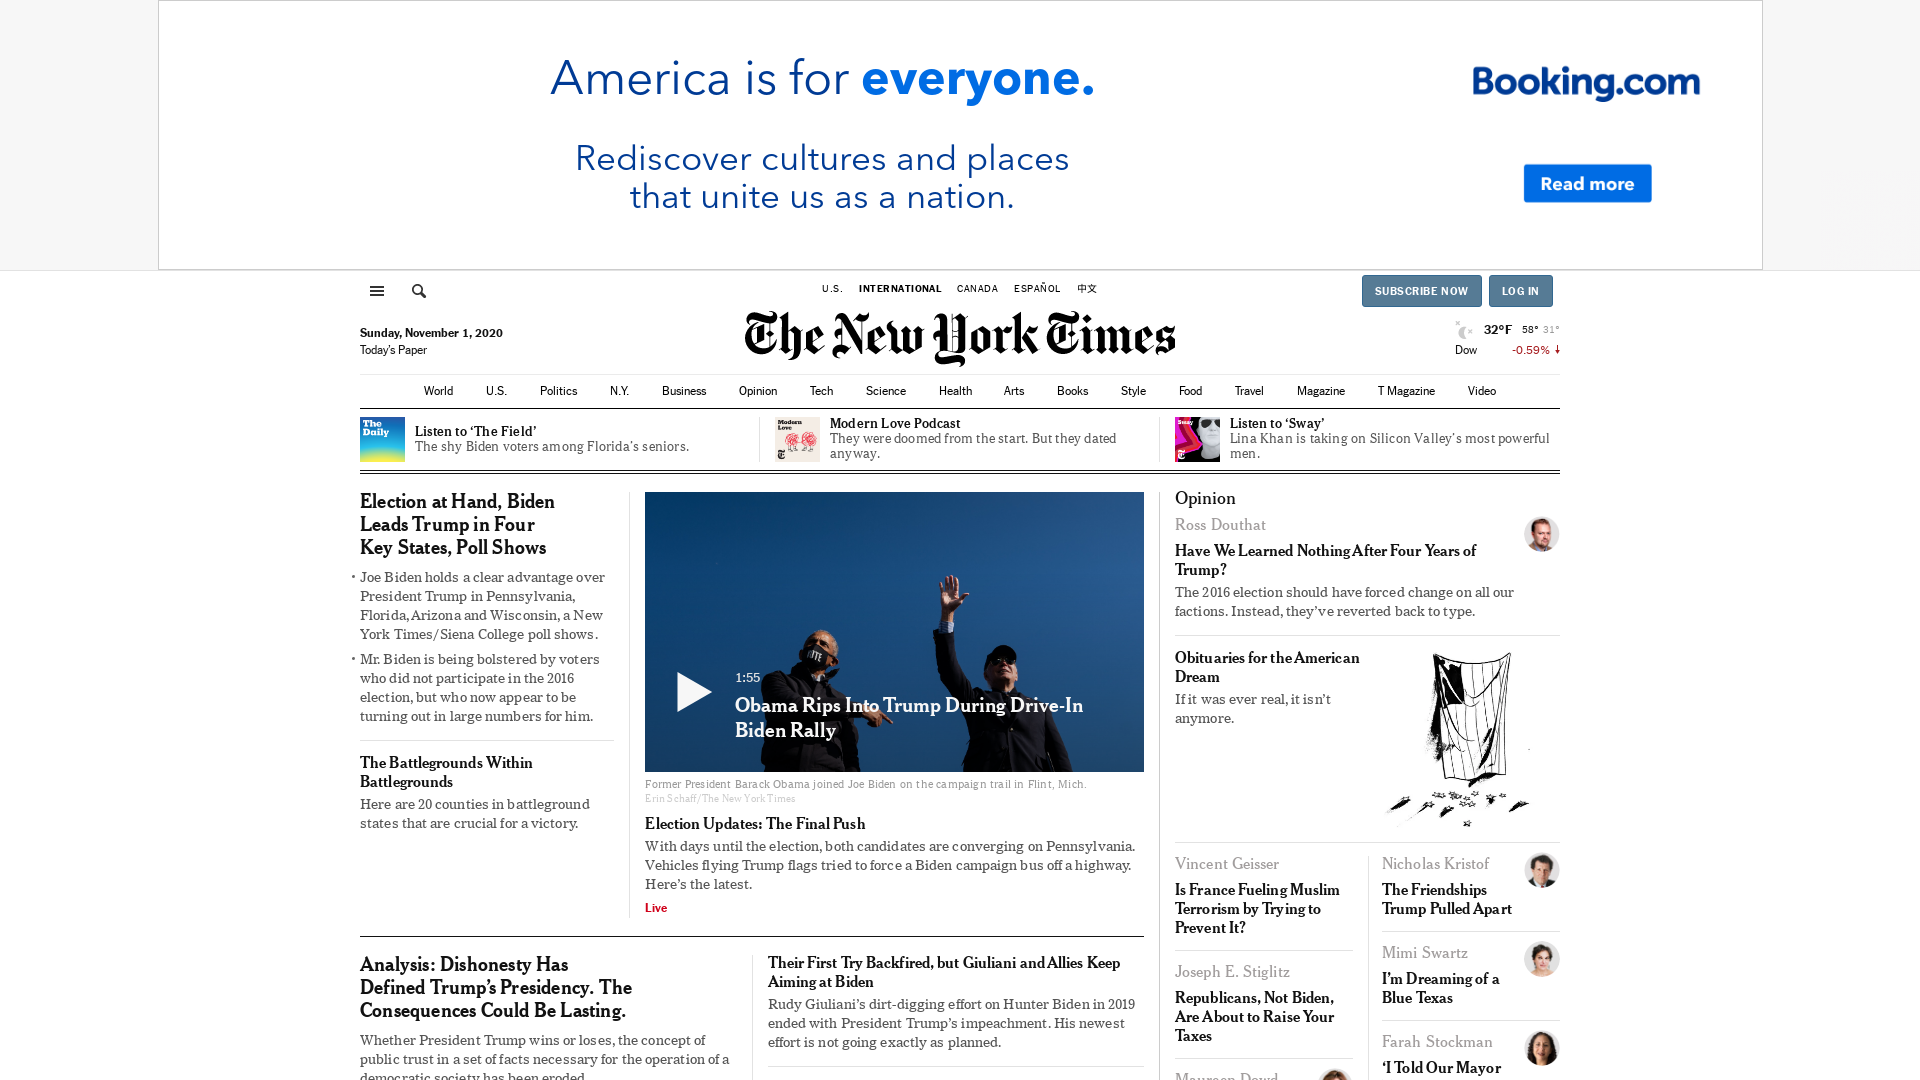 America is for everyone.
Booking.com
Rediscover cultures and places
that unite us as a nation.
Read more
U.S.
INTERNATIONAL
CANADA
ESPAÑOL
中文
SUBSCRIBE NOW
LOG IN
Sunday, November 1, 2020
Today's Paper
The New York Times
32°F 58° 31°
Dow -0.59% ↓
World
U.S.
Politics
N.Y.
Business
Opinion
Tech
Science
Health
Arts
Books
Style
Food
Travel
Magazine
T Magazine
Video
The
Daily
Listen to ‘The Field’
The shy Biden voters among Florida’s seniors.
Modern
Love
Modern Love Podcast
They were doomed from the start. But they dated
anyway.
Sway
Listen to ‘Sway’
Lina Khan is taking on Silicon Valley’s most powerful
men.
Election at Hand, Biden
Leads Trump in Four
Key States, Poll Shows
• Joe Biden holds a clear advantage over
President Trump in Pennsylvania,
Florida, Arizona and Wisconsin, a New
York Times/Siena College poll shows.
• Mr. Biden is being bolstered by voters
who did not participate in the 2016
election, but who now appear to be
turning out in large numbers for him.
The Battlegrounds Within
Battlegrounds
Here are 20 counties in battleground
states that are crucial for a victory.
VOTE
1:55
Obama Rips Into Trump During Drive-In
Biden Rally
Former President Barack Obama joined Joe Biden on the campaign trail in Flint, Mich.
Erin Schaff/The New York Times
Election Updates: The Final Push
With days until the election, both candidates are converging on Pennsylvania.
Vehicles flying Trump flags tried to force a Biden campaign bus off a highway.
Here’s the latest.
Live
Analysis: Dishonesty Has
Defined Trump’s Presidency. The
Consequences Could Be Lasting.
Whether President Trump wins or loses, the concept of
public trust in a set of facts necessary for the operation of a
democratic society has been eroded.
Their First Try Backfired, but Giuliani and Allies Keep
Aiming at Biden
Rudy Giuliani’s dirt-digging effort on Hunter Biden in 2019
ended with President Trump’s impeachment. His newest
effort is not going exactly as planned.
Opinion
Ross Douthat
Have We Learned Nothing After Four Years of
Trump?
The 2016 election should have forced change on all our
factions. Instead, they’ve reverted back to type.
Obituaries for the American
Dream
If it was ever real, it isn’t
anymore.
Vincent Geisser
Is France Fueling Muslim
Terrorism by Trying to
Prevent It?
Joseph E. Stiglitz
Republicans, Not Biden,
Are About to Raise Your
Taxes
Maureen Dowd
Nicholas Kristof
The Friendships
Trump Pulled Apart
Mimi Swartz
I’m Dreaming of a
Blue Texas
Farah Stockman
‘I Told Our Mayor